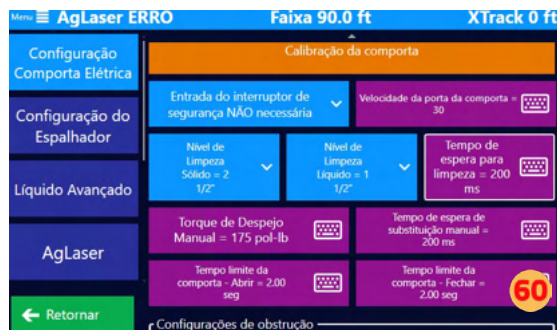 Menu AgLaser ERRO Faixa 90.0 ft XTrack 0 ft
Configuração
Comporta Elétrica
Configuração do
Espalhador
Líquido Avançado
AgLaser
Retornar
Calibração da comporta
Entrada do interruptor de
segurança NÃO necessária
Velocidade da porta da comporta =
30
Nível de
Limpeza
Sólido = 2
1/2"
Nível de
Limpeza
Líquido = 1
1/2"
Tempo de
espera para
limpeza = 200
ms
Torque de Despejo
Manual = 175 pol-lb
Tempo de espera de
substituição manual =
200 ms
Tempo limite da
comporta - Abrir = 2.00
seg
Tempo limite da
comporta - Fechar =
2.00 seg
60
Configurações de obstrução